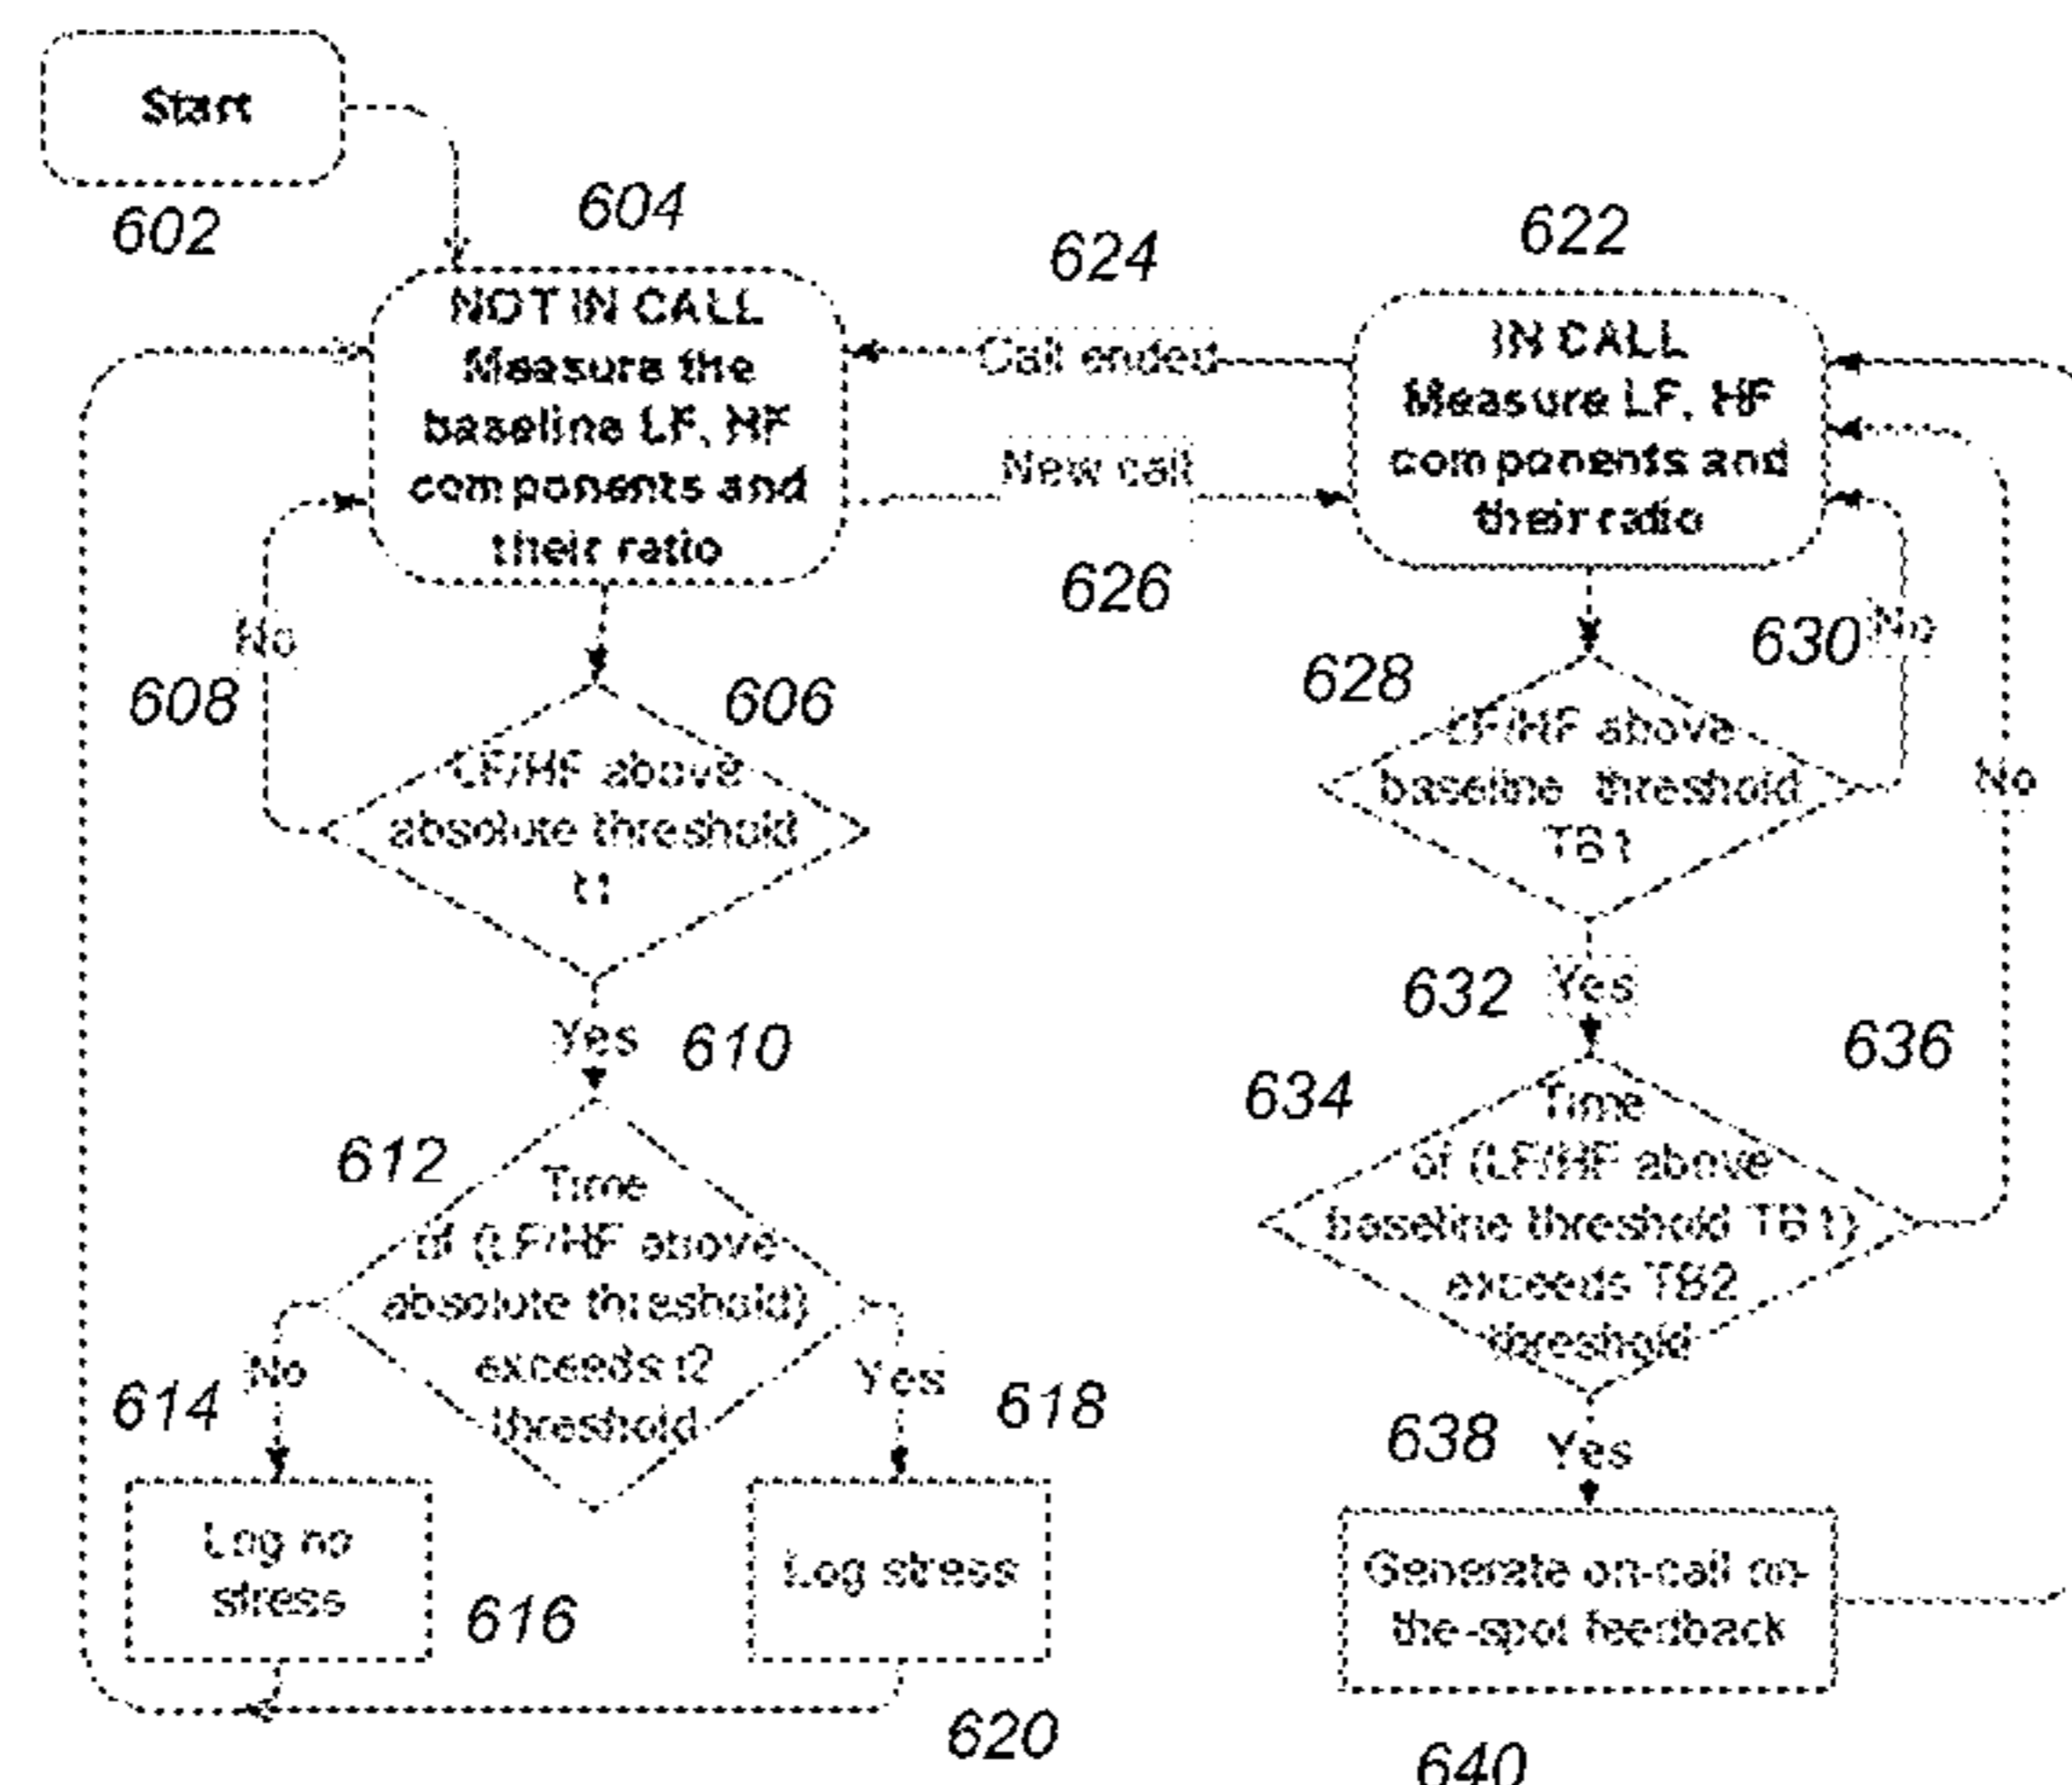 Start
602
604
NOT IN CALL
Measure the
baseline LF, HF
components and
their ratio
624
Call ended
New call
626
622
IN CALL
Measure LF, HF
components and
their ratio
No
608
606
LF/HF above
absolute threshold
t1
Yes
610
612
Time
of (LF/HF above
absolute threshold)
exceeds t2
threshold
No
614
Yes
618
Log no
stress
616
Log stress
620
628
630
No
LF/HF above
baseline threshold
TB1
No
632
Yes
636
634
Time
of (LF/HF above
baseline threshold TB1)
exceeds TB2
threshold
638
Yes
Generate on-call on-
the-spot feedback
640